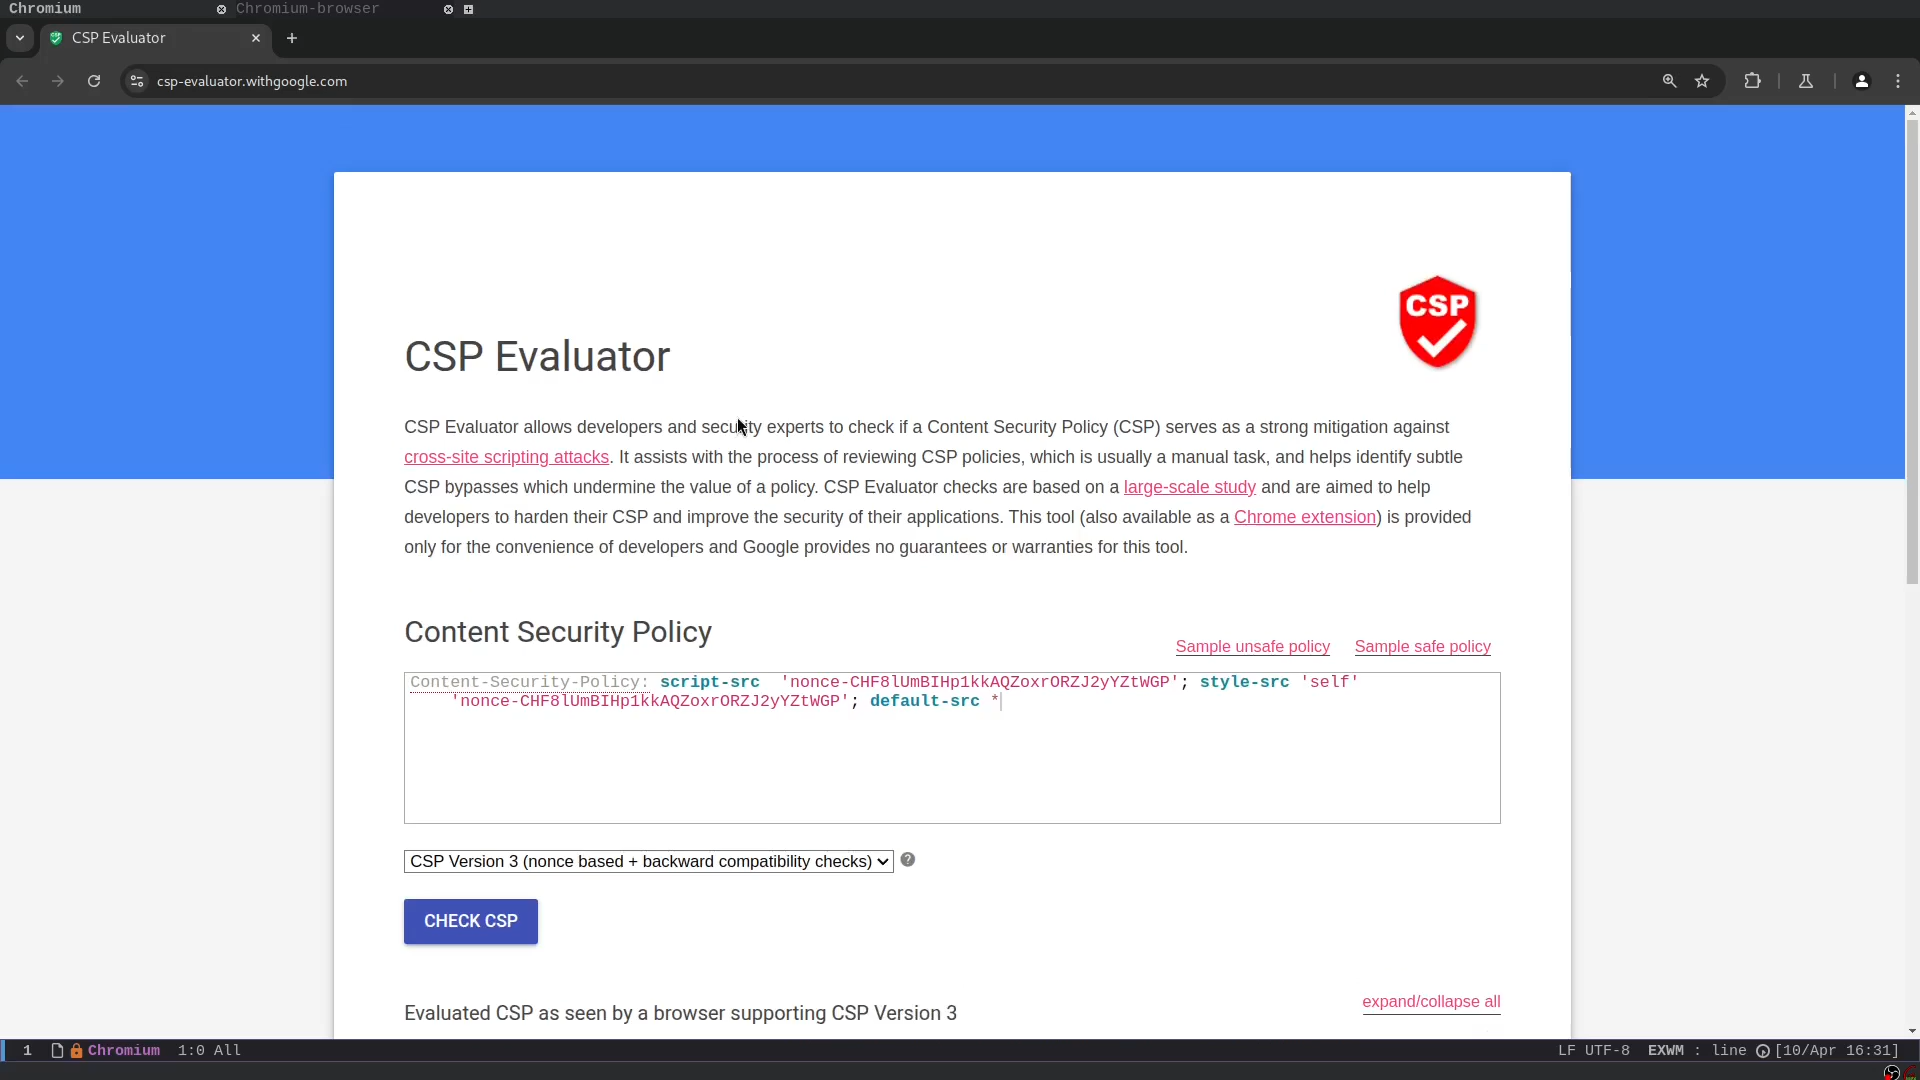 Chromium Chromium-browser
CSP Evaluator
csp-evaluator.withgoogle.com
CSP
CSP Evaluator
CSP Evaluator allows developers and security experts to check if a Content Security Policy (CSP) serves as a strong mitigation against
cross-site scripting attacks. It assists with the process of reviewing CSP policies, which is usually a manual task, and helps identify subtle
CSP bypasses which undermine the value of a policy. CSP Evaluator checks are based on a large-scale study and are aimed to help
developers to harden their CSP and improve the security of their applications. This tool (also available as a Chrome extension) is provided
only for the convenience of developers and Google provides no guarantees or warranties for this tool.
Content Security Policy
Sample unsafe policy Sample safe policy
Content-Security-Policy: script-src 'nonce-CHF8lUmBIHp1kkAQZoxrORZJ2yYZtWGP'; style-src 'self'
'nonce-CHF8lUmBIHp1kkAQZoxrORZJ2yYZtWGP'; default-src *
CSP Version 3 (nonce based + backward compatibility checks) ?
CHECK CSP
Evaluated CSP as seen by a browser supporting CSP Version 3
expand/collapse all
1 Chromium 1:0 All LF UTF-8 EXWM : line [10/Apr 16:31]